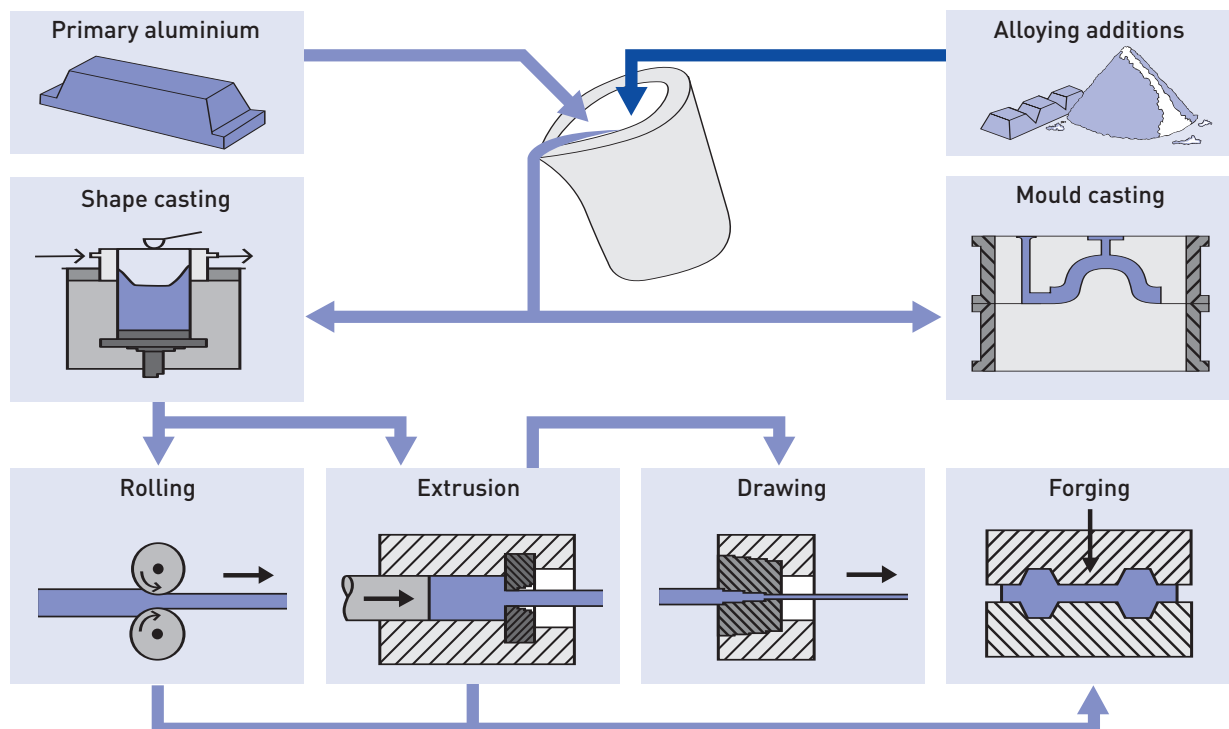 Primary aluminium
Alloying additions
Shape casting
Mould casting
Rolling
Extrusion
Drawing
Forging